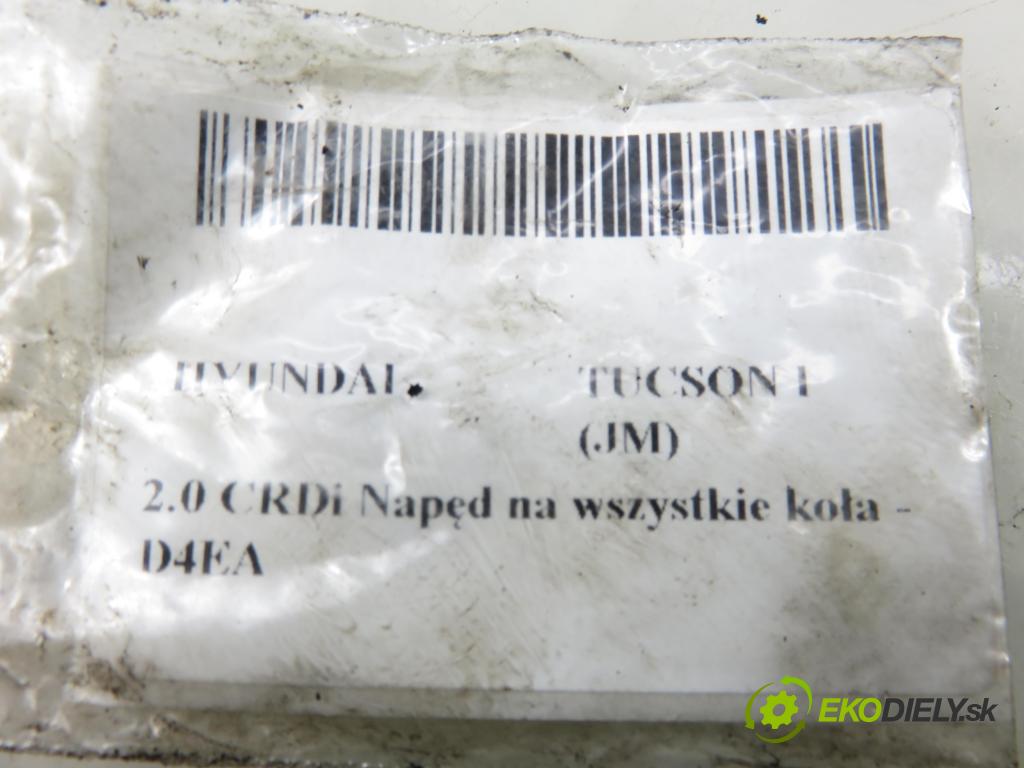 HYUNDAI TUCSON I
(JM)
2.0 CRDi Napęd na wszystkie koła -
D4EA
EKODIELY.sk